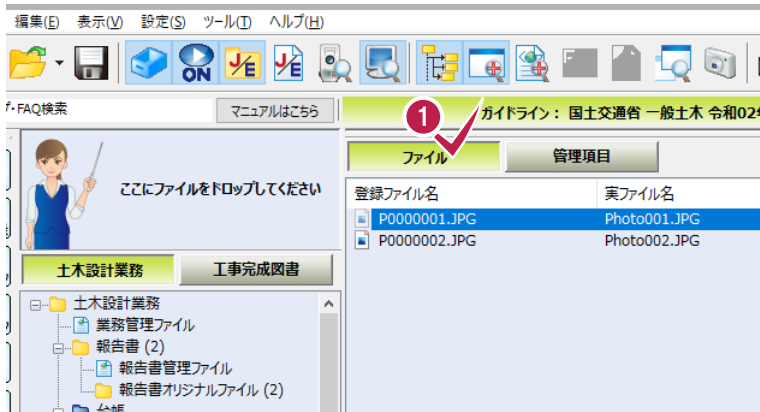 編集(E) 表示(V) 設定(S) ツール(T) ヘルプ(H)
ON J/E J/E
FAQ検索 マニュアルはこちら
ガイドライン： 国土交通省 一般土木 令和02
1
ここにファイルをドロップしてください
ファイル 管理項目
登録ファイル名 実ファイル名
P0000001.JPG Photo001.JPG
P0000002.JPG Photo002.JPG
土木設計業務 工事完成図書
土木設計業務
業務管理ファイル
報告書 (2)
報告書管理ファイル
報告書オリジナルファイル (2)
台帳